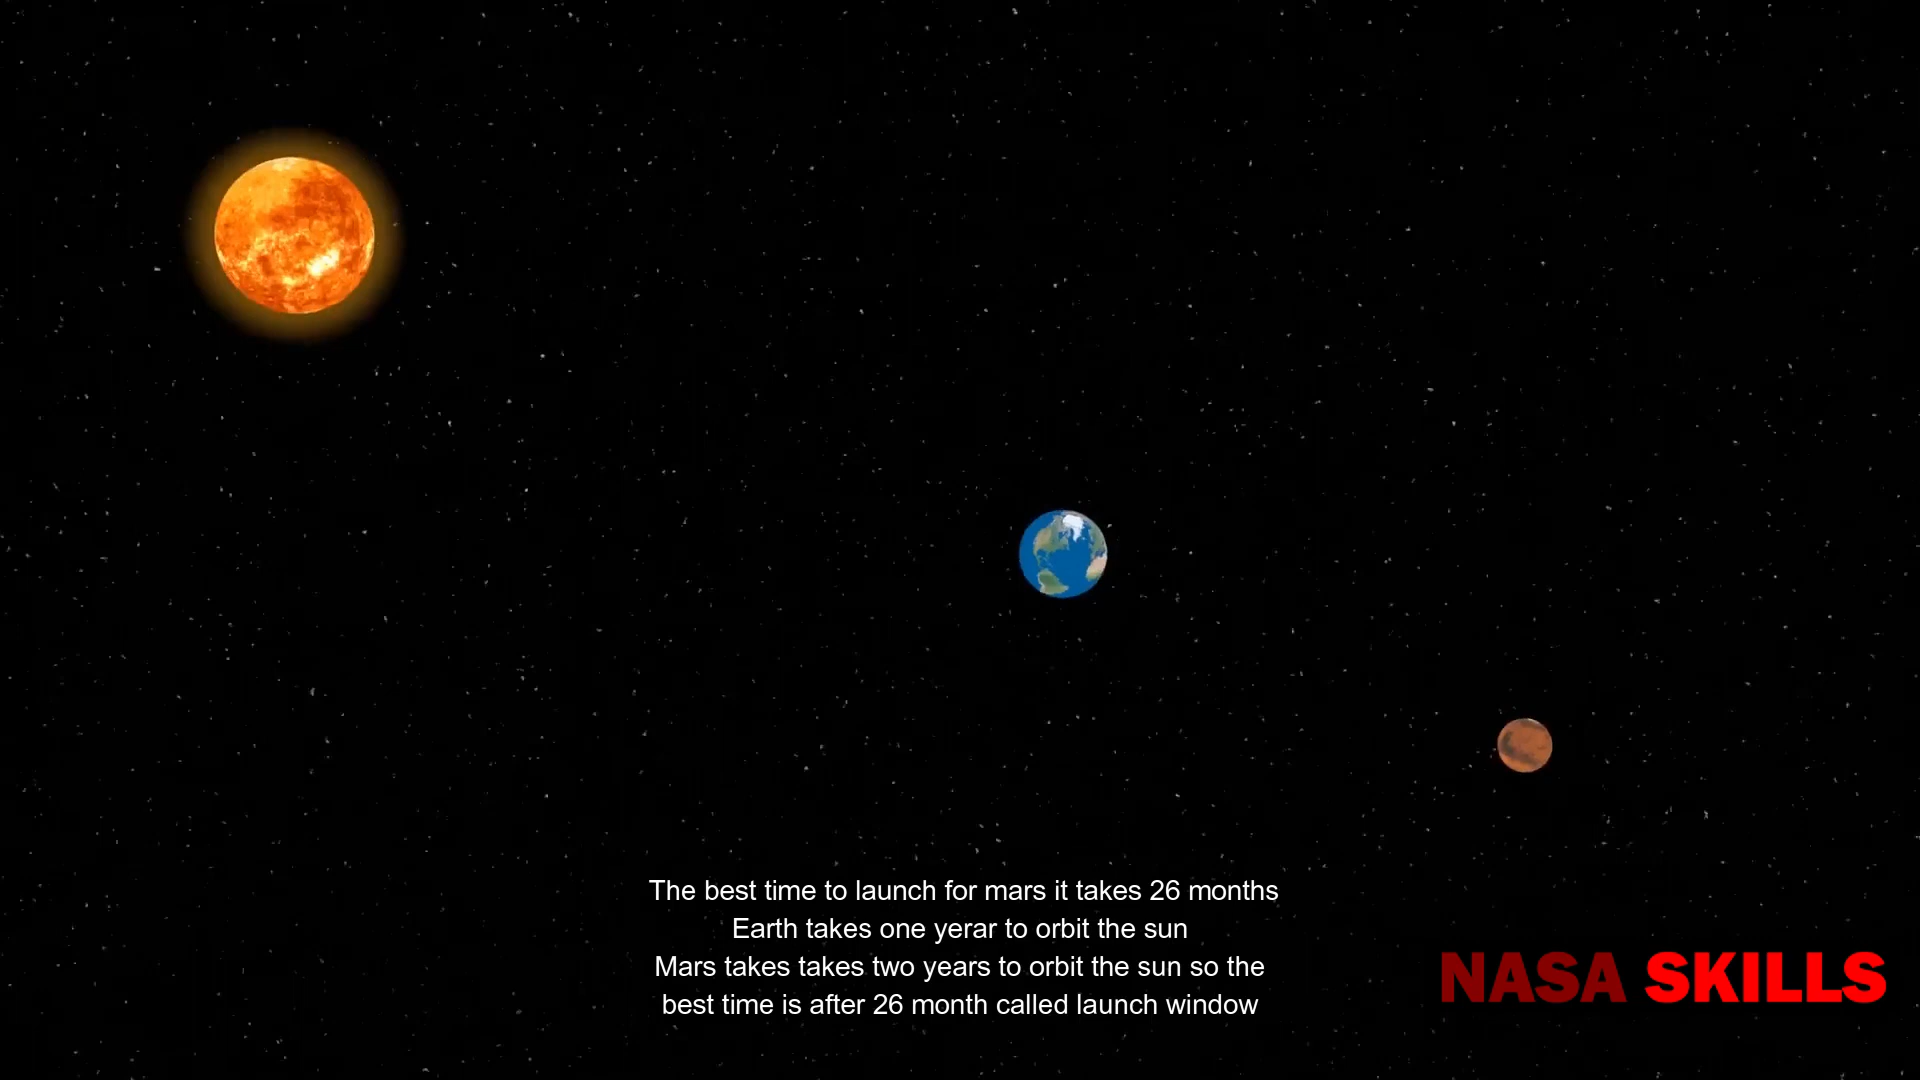 The best time to launch for mars it takes 26 months
Earth takes one yerar to orbit the sun
Mars takes takes two years to orbit the sun so the
best time is after 26 month called launch window
NASA SKILLS